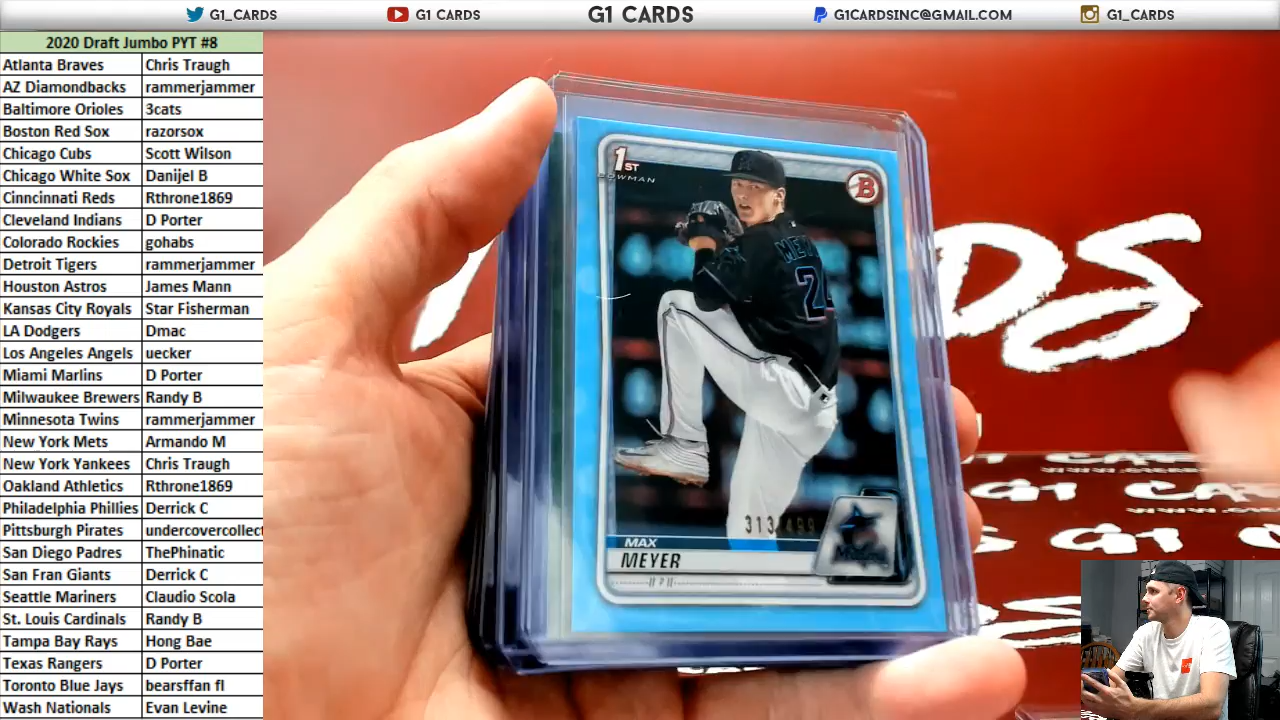 G1_CARDS G1 CARDS G1 CARDS G1CARDSINC@GMAIL.COM G1_CARDS
2020 Draft Jumbo PYT #8
Atlanta Braves Chris Traugh
AZ Diamondbacks rammerjammer
Baltimore Orioles 3cats
Boston Red Sox razorsox
Chicago Cubs Scott Wilson
Chicago White Sox Danijel B
Cinncinnati Reds Rthrone1869
Cleveland Indians D Porter
Colorado Rockies gohabs
Detroit Tigers rammerjammer
Houston Astros James Mann
Kansas City Royals Star Fisherman
LA Dodgers Dmac
Los Angeles Angels uecker
Miami Marlins D Porter
Milwaukee Brewers Randy B
Minnesota Twins rammerjammer
New York Mets Armando M
New York Yankees Chris Traugh
Oakland Athletics Rthrone1869
Philadelphia Phillies Derrick C
Pittsburgh Pirates undercovercollect
San Diego Padres ThePhinatic
San Fran Giants Derrick C
Seattle Mariners Claudio Scola
St. Louis Cardinals Randy B
Tampa Bay Rays Hong Bae
Texas Rangers D Porter
Toronto Blue Jays bearsffan fl
Wash Nationals Evan Levine
1ST
BOWMAN
B
313/499
MAX
MEYER
G1 CARDS